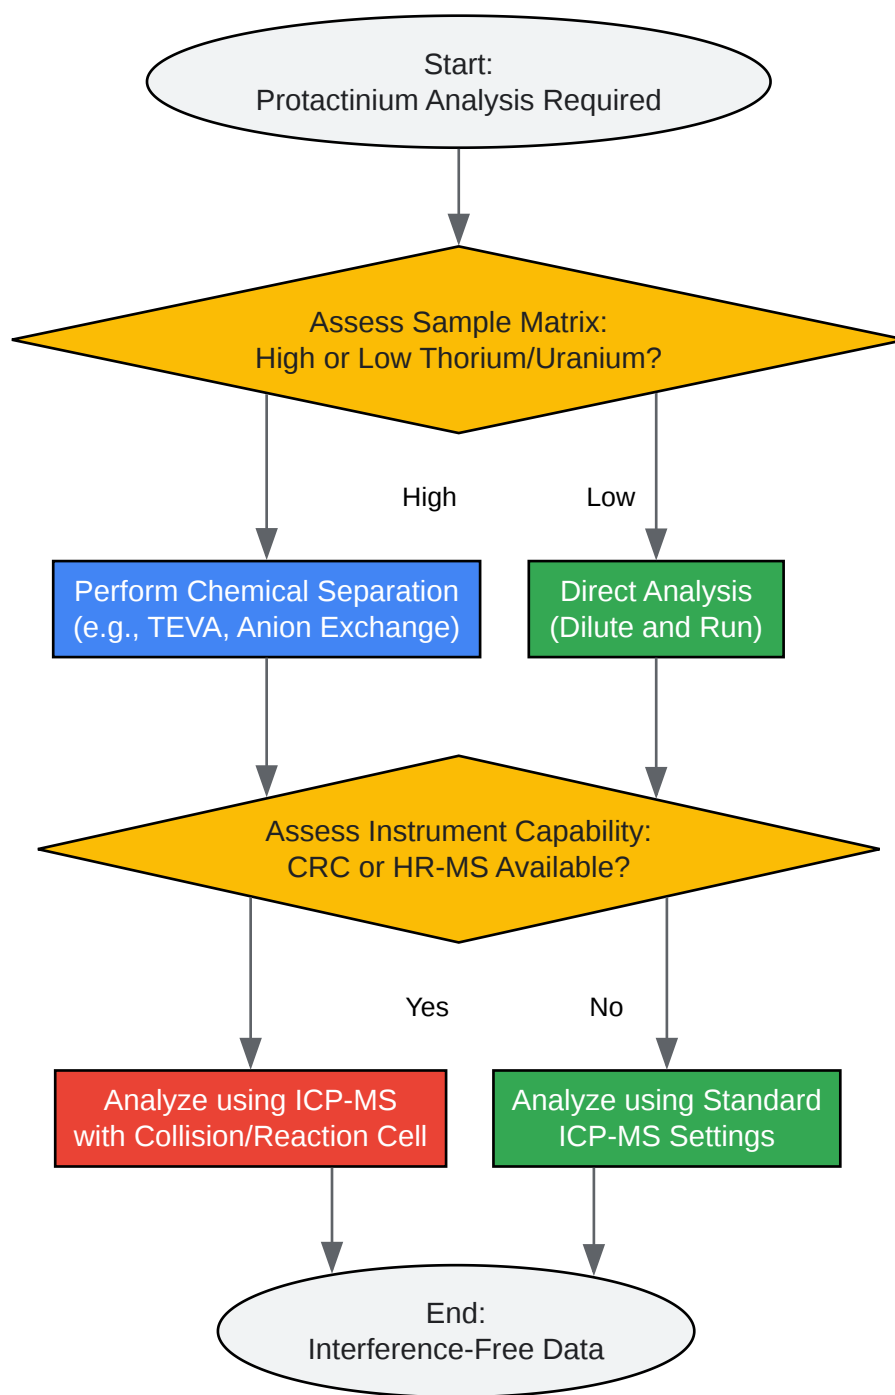 Start:
Protactinium Analysis Required
Assess Sample Matrix:
High or Low Thorium/Uranium?
High
Low
Perform Chemical Separation
(e.g., TEVA, Anion Exchange)
Direct Analysis
(Dilute and Run)
Assess Instrument Capability:
CRC or HR-MS Available?
Yes
No
Analyze using ICP-MS
with Collision/Reaction Cell
Analyze using Standard
ICP-MS Settings
End:
Interference-Free Data